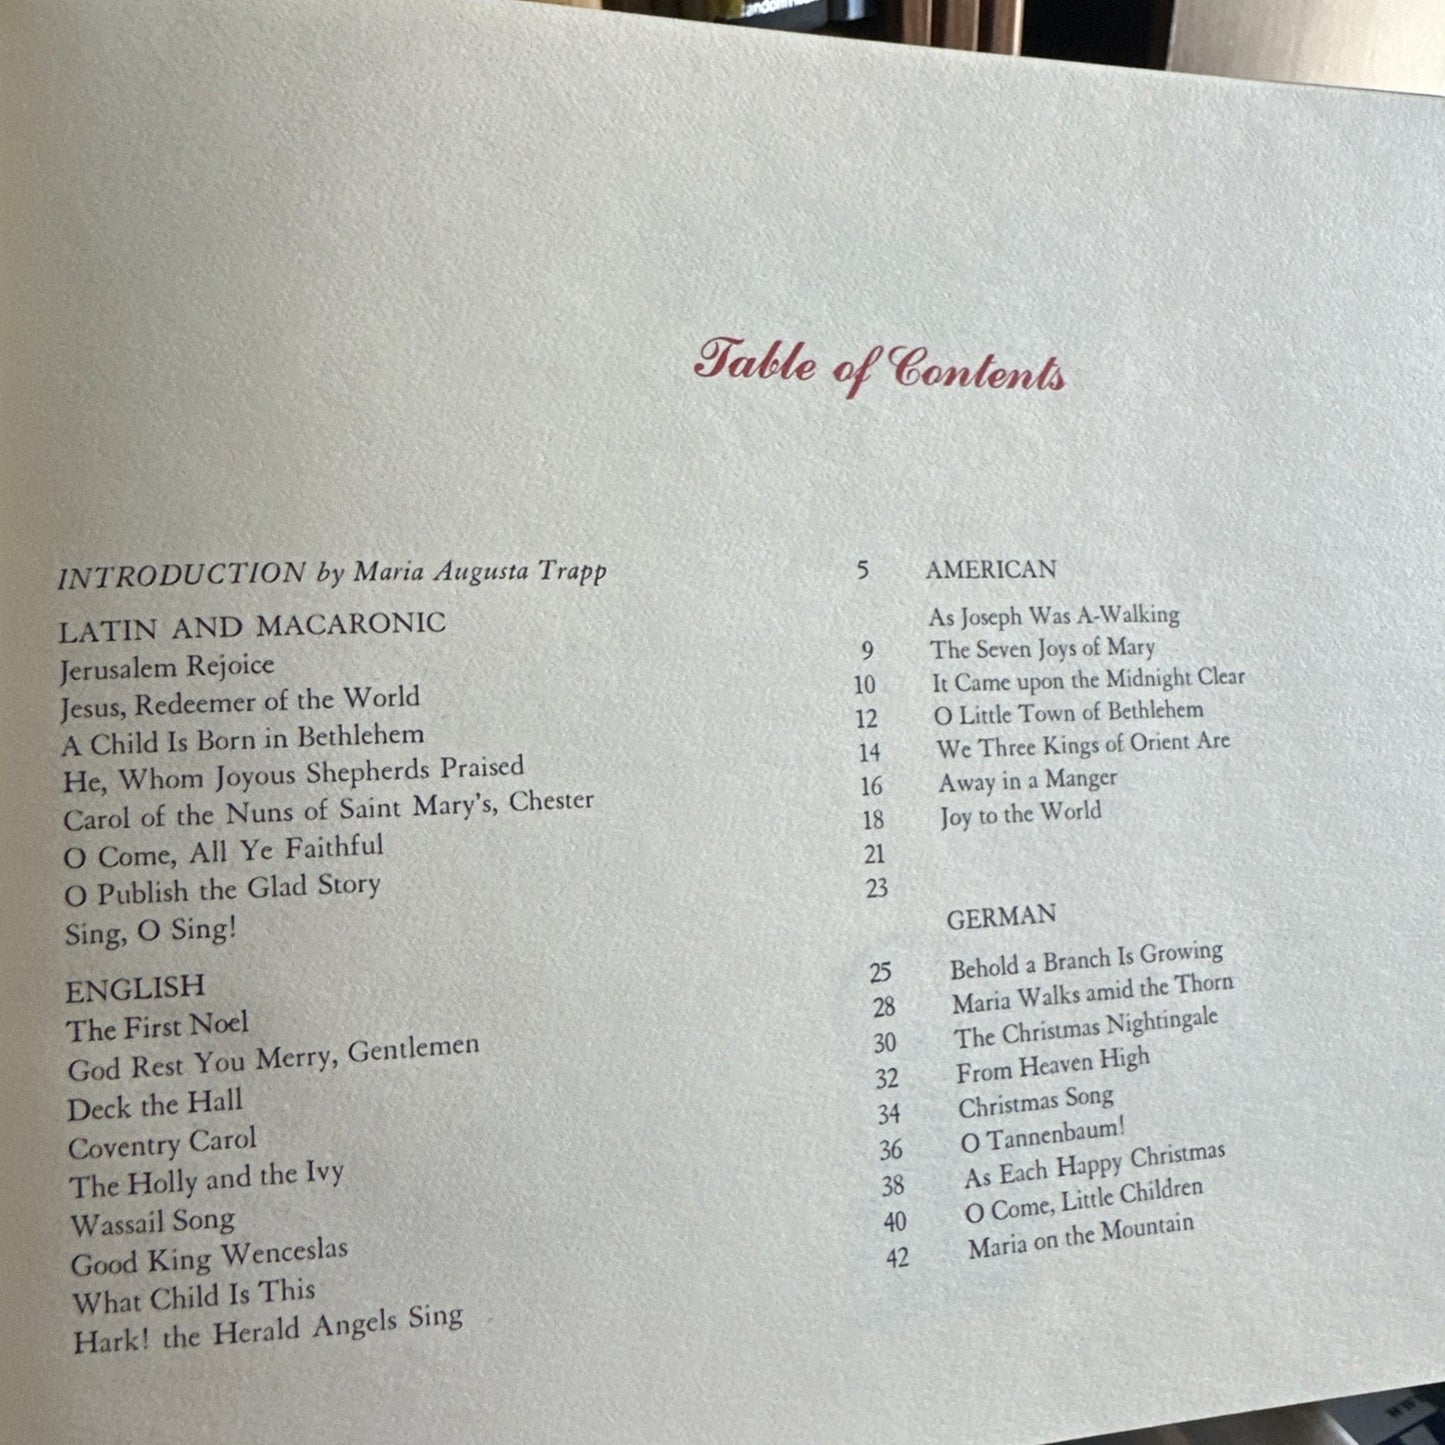 Table of Contents
INTRODUCTION by Maria Augusta Trapp 5
LATIN AND MACARONIC
Jerusalem Rejoice 9
Jesus, Redeemer of the World 10
A Child Is Born in Bethlehem 12
He, Whom Joyous Shepherds Praised 14
Carol of the Nuns of Saint Mary's, Chester 16
O Come, All Ye Faithful 18
O Publish the Glad Story 21
Sing, O Sing! 23
ENGLISH
The First Noel 25
God Rest You Merry, Gentlemen 28
Deck the Hall 30
Coventry Carol 32
The Holly and the Ivy 34
Wassail Song 36
Good King Wenceslas 38
What Child Is This 40
Hark! the Herald Angels Sing 42
AMERICAN
As Joseph Was A-Walking
The Seven Joys of Mary
It Came upon the Midnight Clear
O Little Town of Bethlehem
We Three Kings of Orient Are
Away in a Manger
Joy to the World
GERMAN
Behold a Branch Is Growing
Maria Walks amid the Thorn
The Christmas Nightingale
From Heaven High
Christmas Song
O Tannenbaum!
As Each Happy Christmas
O Come, Little Children
Maria on the Mountain